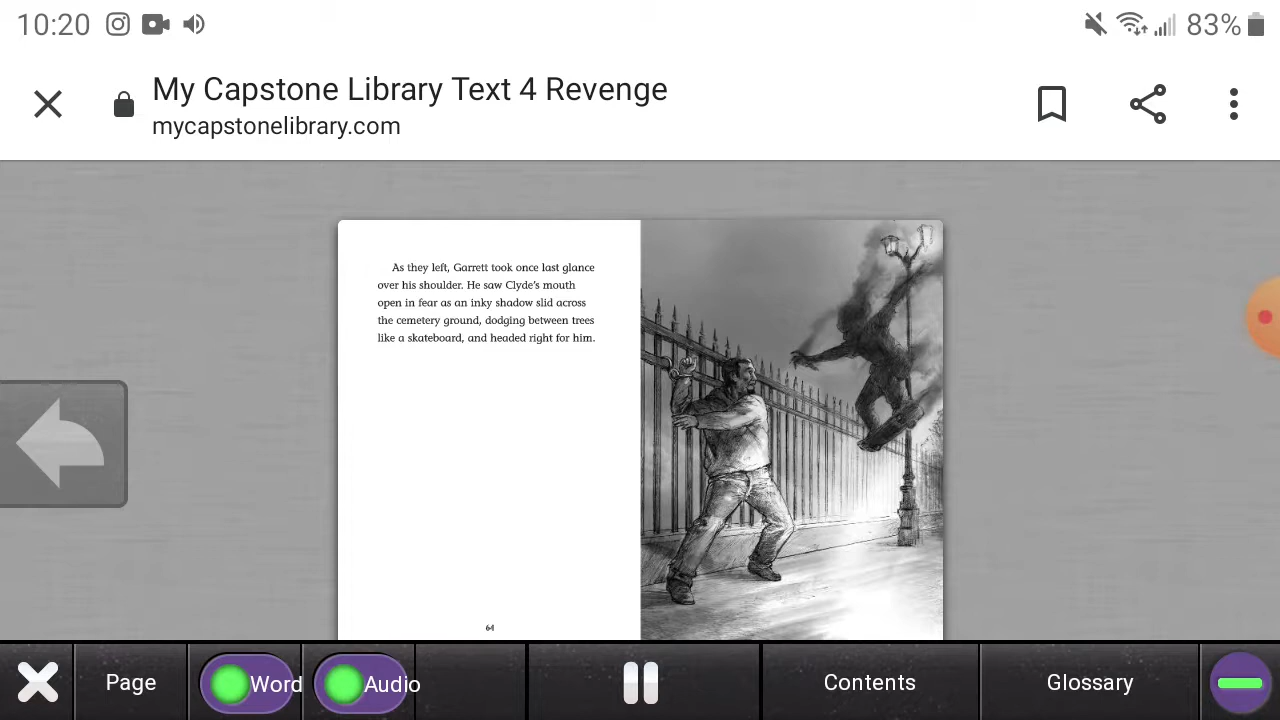 10:20 83%
My Capstone Library Text 4 Revenge
mycapstonelibrary.com
As they left, Garrett took once last glance
over his shoulder. He saw Clyde's mouth
open in fear as an inky shadow slid across
the cemetery ground, dodging between trees
like a skateboard, and headed right for him.
64
Page Word Audio Contents Glossary